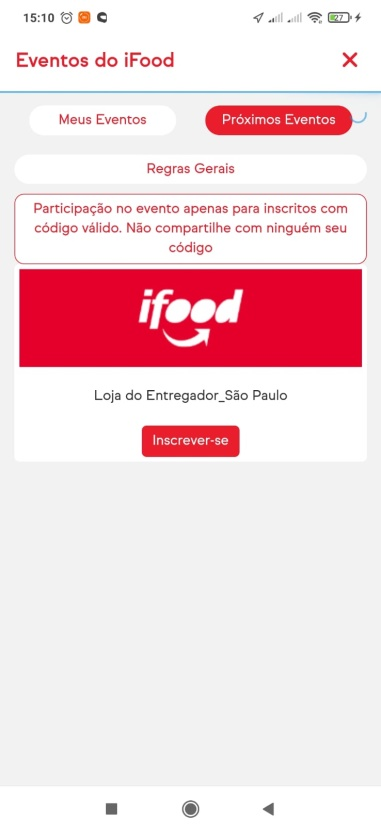 15:10
27
Eventos do iFood
Meus Eventos
Próximos Eventos
Regras Gerais
Participação no evento apenas para inscritos com
código válido. Não compartilhe com ninguém seu
código
ifood
Loja do Entregador_São Paulo
Inscrever-se